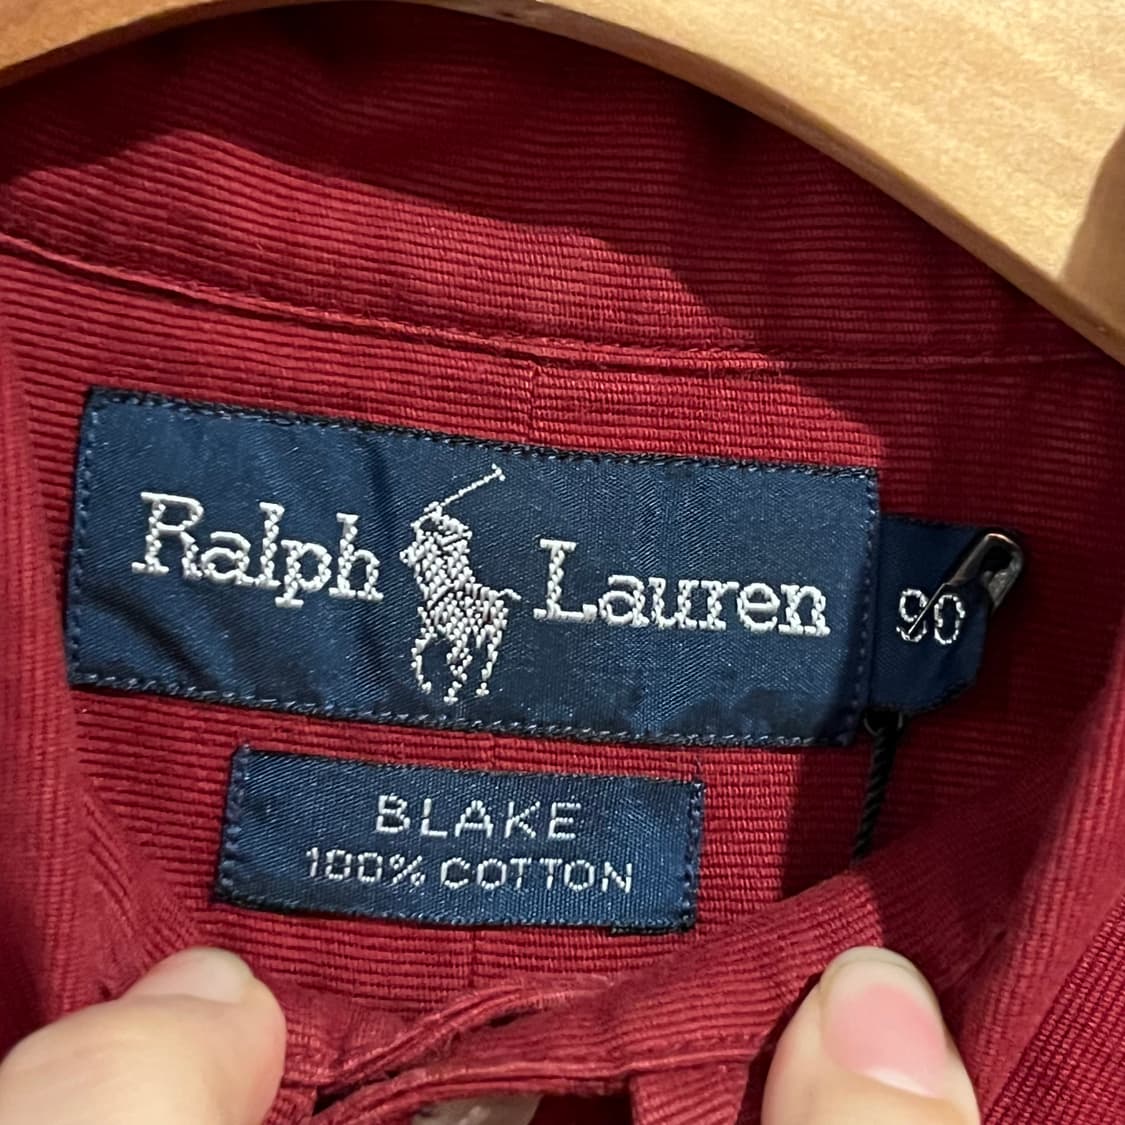 Ralph Lauren
90
BLAKE
100% COTTON